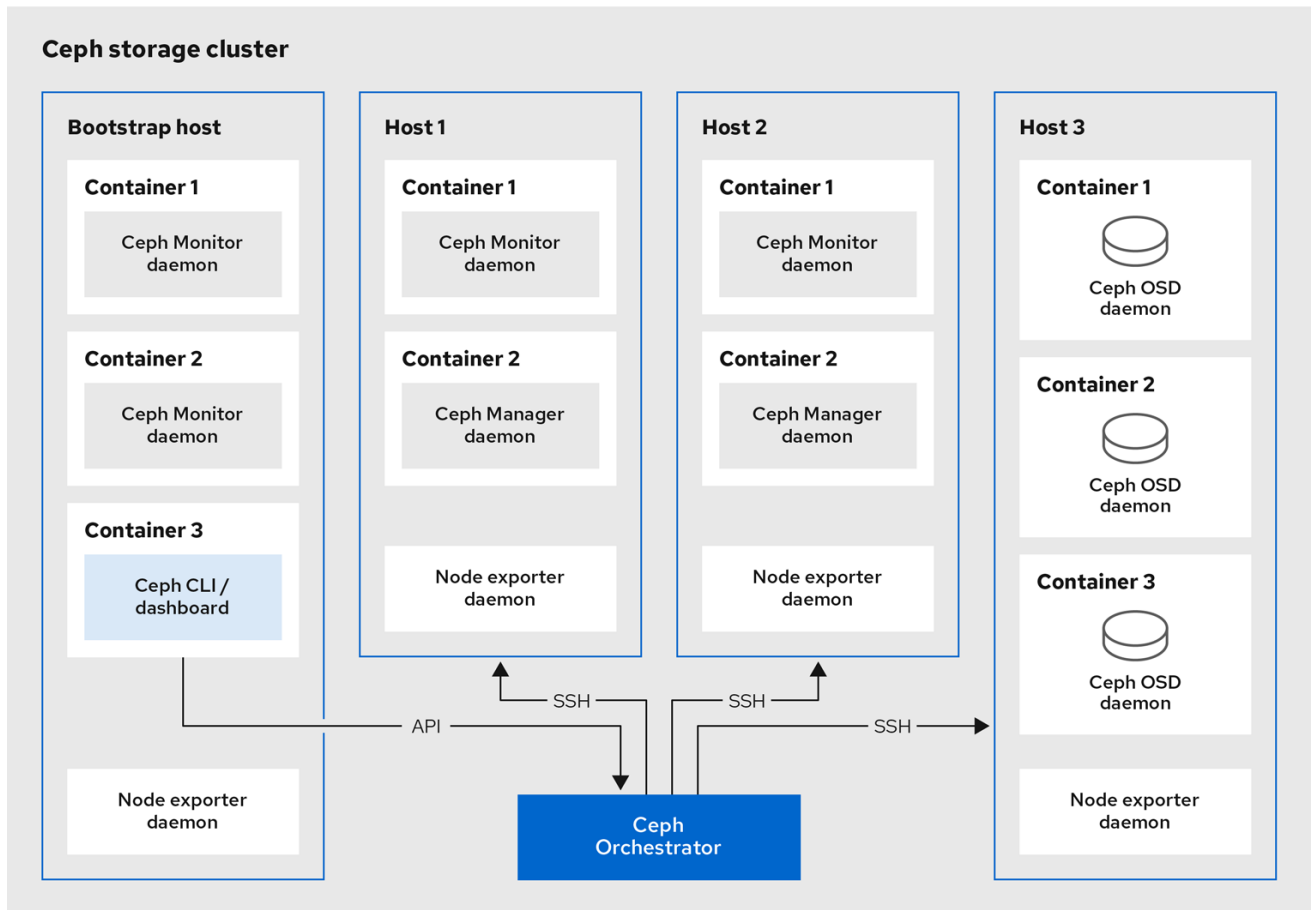 Ceph storage cluster
Bootstrap host
Container 1
Ceph Monitor
daemon
Container 2
Ceph Monitor
daemon
Container 3
Ceph CLI /
dashboard
Node exporter
daemon
Host 1
Container 1
Ceph Monitor
daemon
Container 2
Ceph Manager
daemon
Node exporter
daemon
Host 2
Container 1
Ceph Monitor
daemon
Container 2
Ceph Manager
daemon
Node exporter
daemon
Host 3
Container 1
Ceph OSD
daemon
Container 2
Ceph OSD
daemon
Container 3
Ceph OSD
daemon
Node exporter
daemon
SSH
SSH
API
SSH
Ceph
Orchestrator